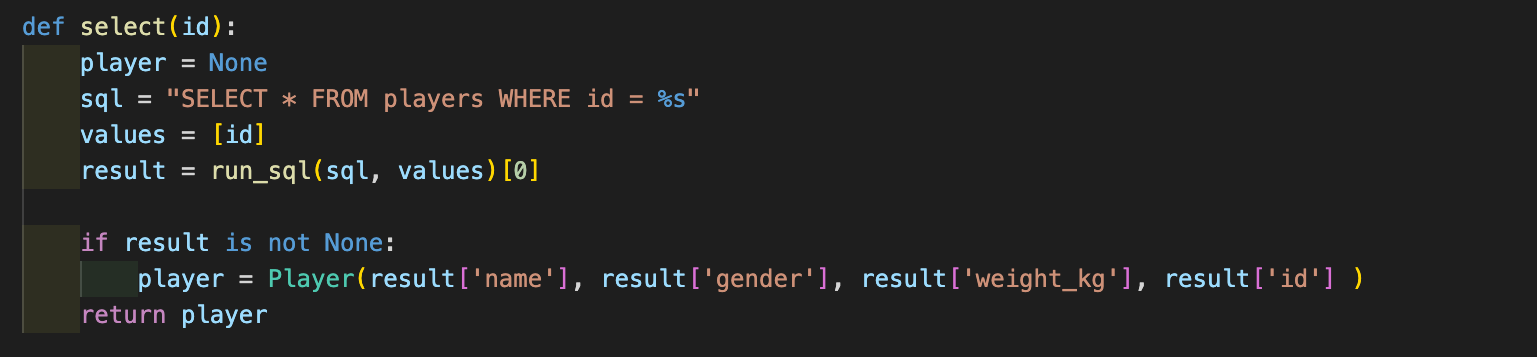 def select(id):
    player = None
    sql = "SELECT * FROM players WHERE id = %s"
    values = [id]
    result = run_sql(sql, values)[0]

    if result is not None:
        player = Player(result['name'], result['gender'], result['weight_kg'], result['id'] )
    return player